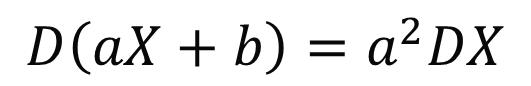 D(aX + b) = a²DX